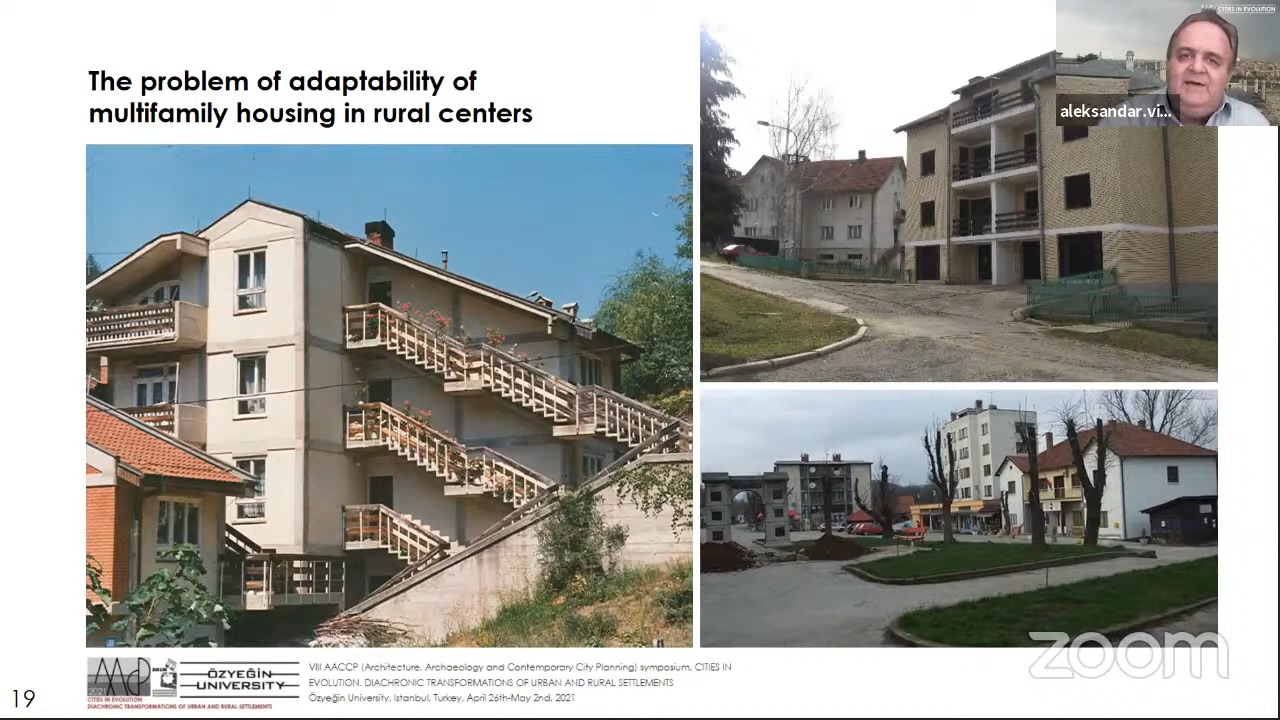 CITIES IN EVOLUTION
The problem of adaptability of
multifamily housing in rural centers
aleksandar.vi...
zoom
AACP
2021
CITIES IN EVOLUTION
DIACHRONIC TRANSFORMATIONS OF URBAN AND RURAL SETTLEMENTS
ÖZYEĞİN
UNIVERSITY
VIII AACCP (Architecture, Archaeology and Contemporary City Planning) symposium, CITIES IN
EVOLUTION. DIACHRONIC TRANSFORMATIONS OF URBAN AND RURAL SETTLEMENTS
Özyeğin University, Istanbul, Turkey, April 26th-May 2nd, 2021
19